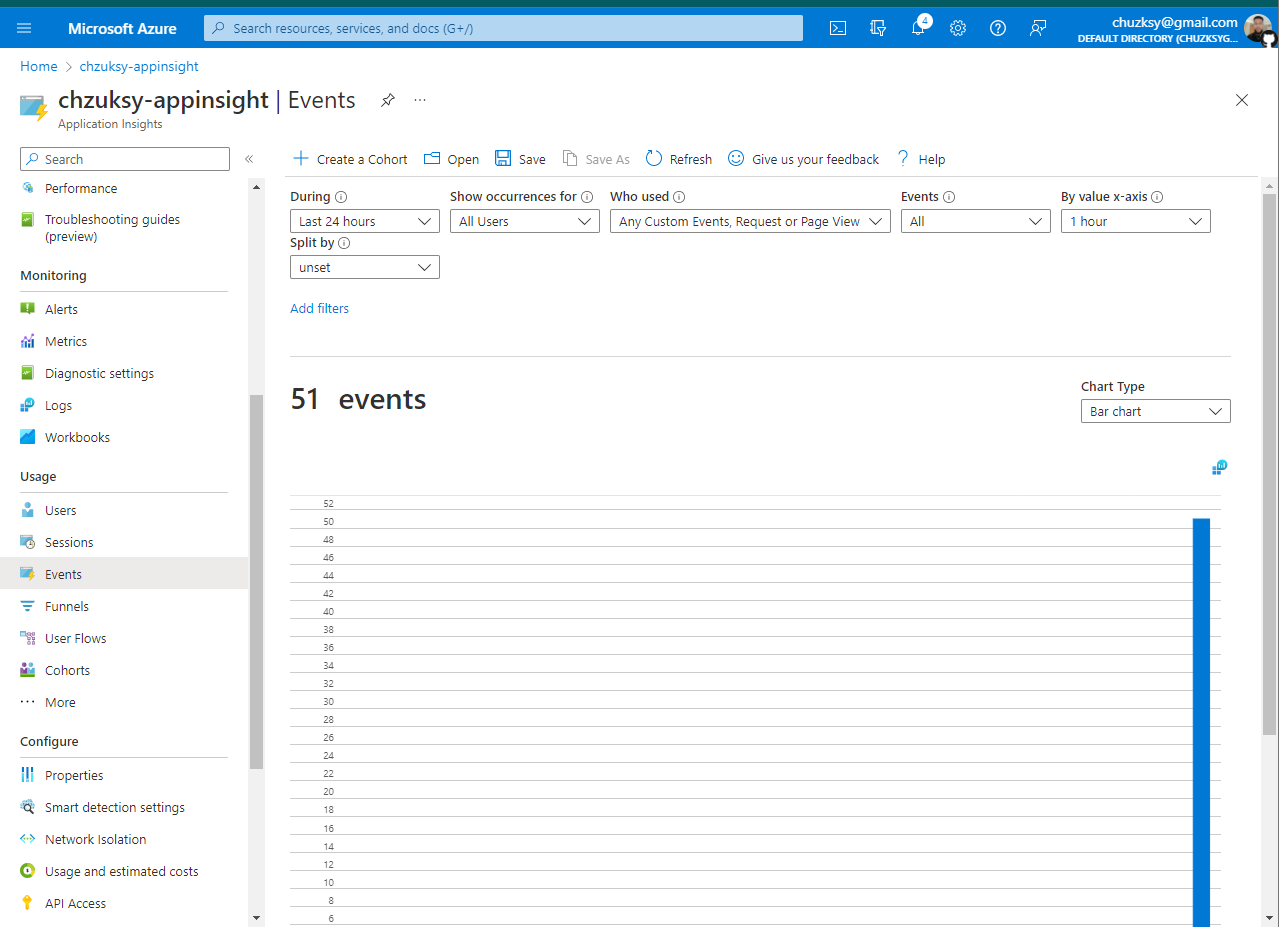 Microsoft Azure
Search resources, services, and docs (G+/)
4
chuzksy@gmail.com
DEFAULT DIRECTORY (CHUZKSYG...
Home > chzuksy-appinsight
chzuksy-appinsight | Events
Application Insights
Search
Performance
Troubleshooting guides
(preview)
Monitoring
Alerts
Metrics
Diagnostic settings
Logs
Workbooks
Usage
Users
Sessions
Events
Funnels
User Flows
Cohorts
More
Configure
Properties
Smart detection settings
Network Isolation
Usage and estimated costs
API Access
Create a Cohort
Open
Save
Save As
Refresh
Give us your feedback
Help
During
Last 24 hours
Show occurrences for
All Users
Who used
Any Custom Events, Request or Page View
Events
All
By value x-axis
1 hour
Split by
unset
Add filters
51 events
Chart Type
Bar chart
52
50
48
46
44
42
40
38
36
34
32
30
28
26
24
22
20
18
16
14
12
10
8
6